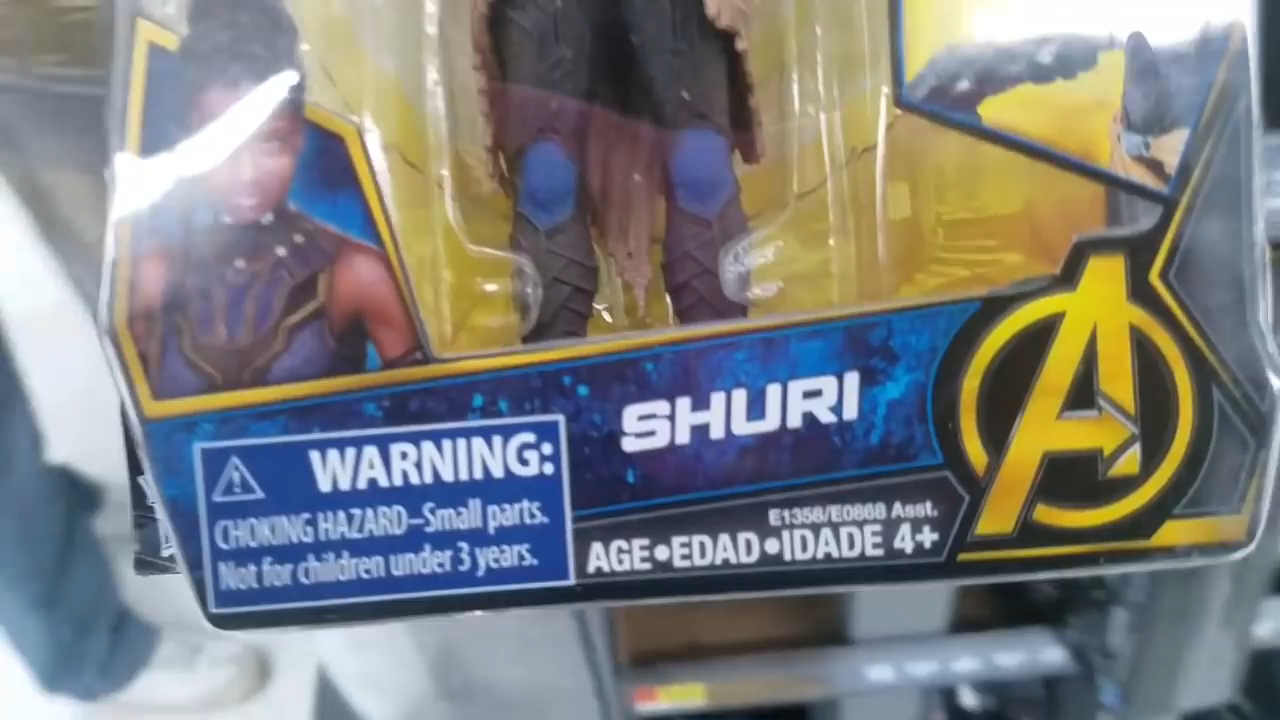 SHURI
WARNING:
CHOKING HAZARD–Small parts.
Not for children under 3 years.
E1358/E0868 Asst.
AGE•EDAD•IDADE 4+